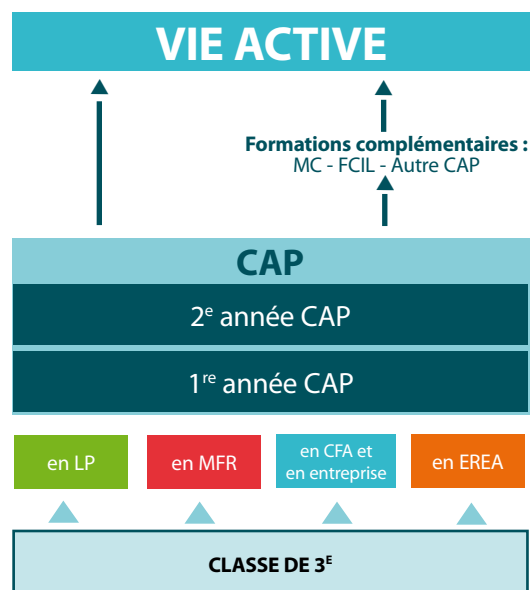 VIE ACTIVE
Formations complémentaires :
MC - FCIL - Autre CAP
CAP
2e année CAP
1re année CAP
en LP
en MFR
en CFA et
en entreprise
en EREA
CLASSE DE 3E